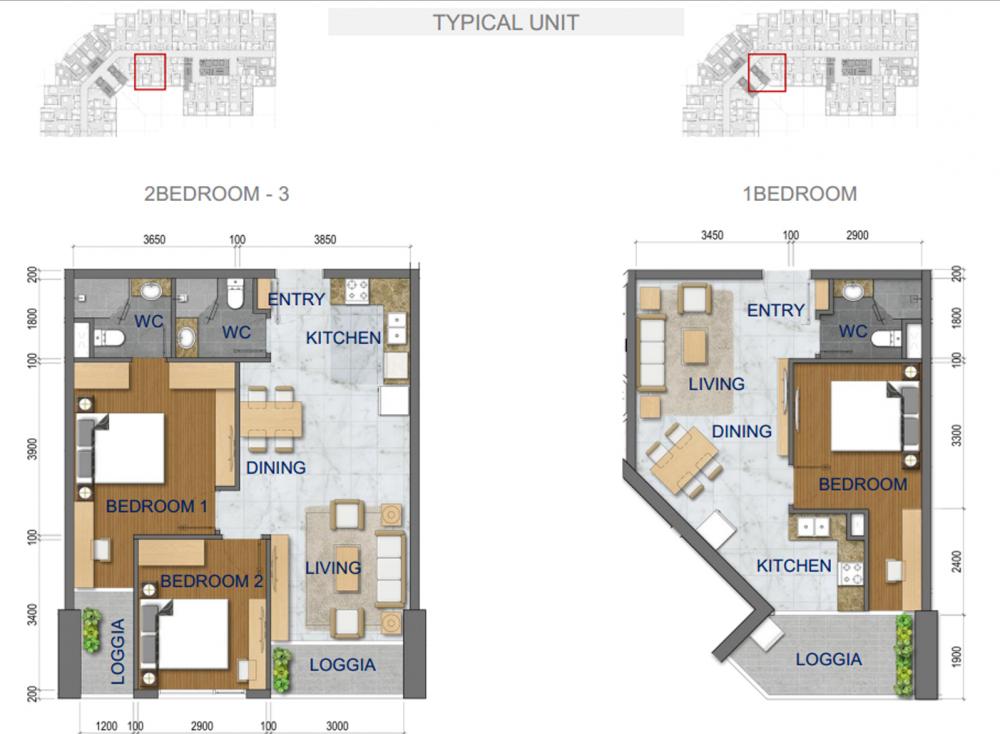 TYPICAL UNIT
2BEDROOM - 3
3650 100 3850
200
1800
100
3900
100
3400
200
ENTRY
WC
WC
KITCHEN
DINING
BEDROOM 1
LIVING
BEDROOM 2
LOGGIA
LOGGIA
1200 100 2900 100 3000
1BEDROOM
3450 100 2900
200
1800
100
3300
2400
1900
ENTRY
WC
LIVING
DINING
BEDROOM
KITCHEN
LOGGIA